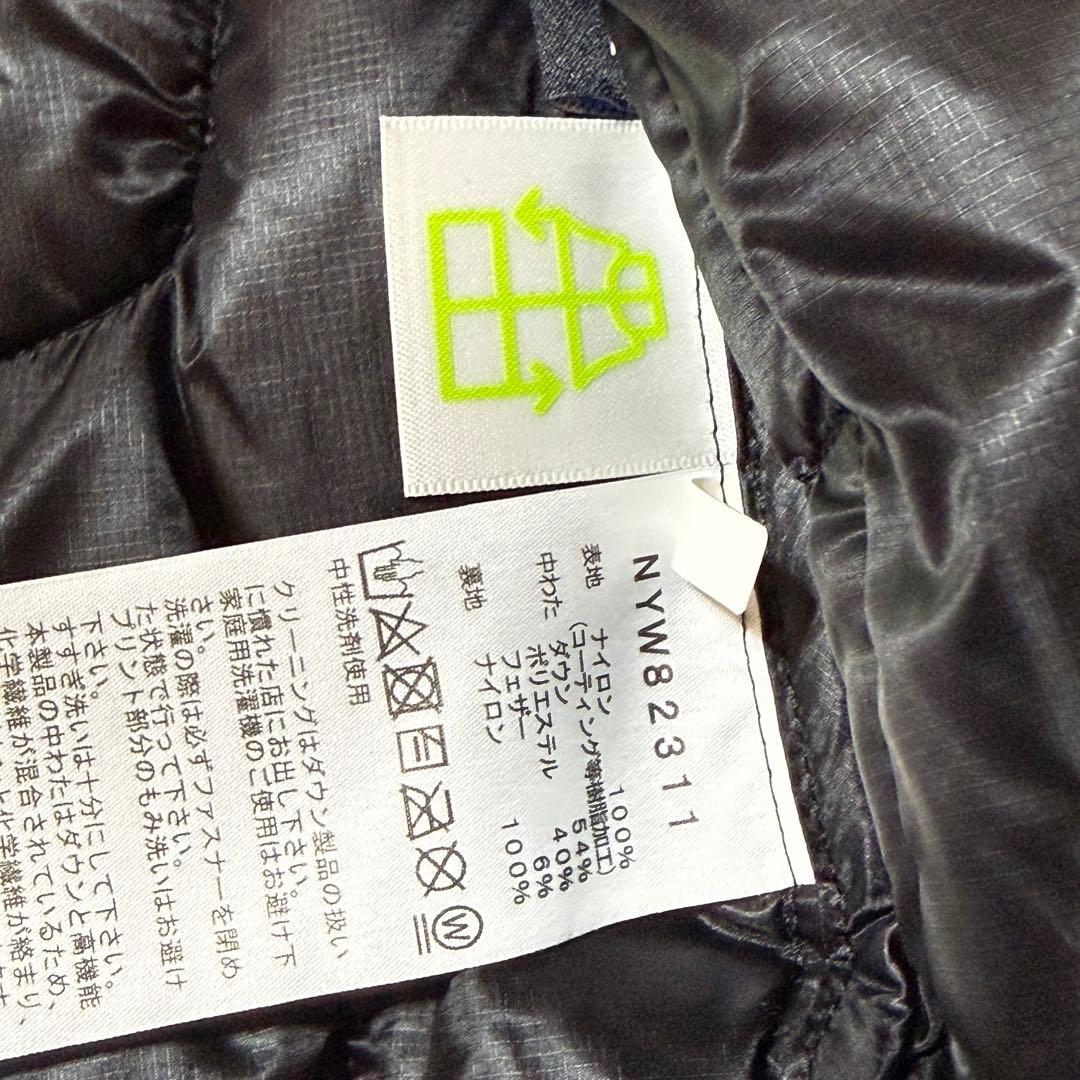 NYW82311
表地 ナイロン 100%
(コーティング等樹脂加工)
中わた ダウン 54%
ポリエステル 40%
フェザー 6%
裏地 ナイロン 100%
W
中性洗剤使用
クリーニングはダウン製品の扱い
に慣れた店にお出し下さい。
家庭用洗濯機のご使用はお避け下
さい。
洗濯の際は必ずファスナーを閉め
た状態で行って下さい。
プリント部分のもみ洗いはお避け
下さい。
すすぎ洗いは十分にして下さい。
本製品の中わたはダウンと高機能
化学繊維が混合されているため、
と化学繊維が絡まり、